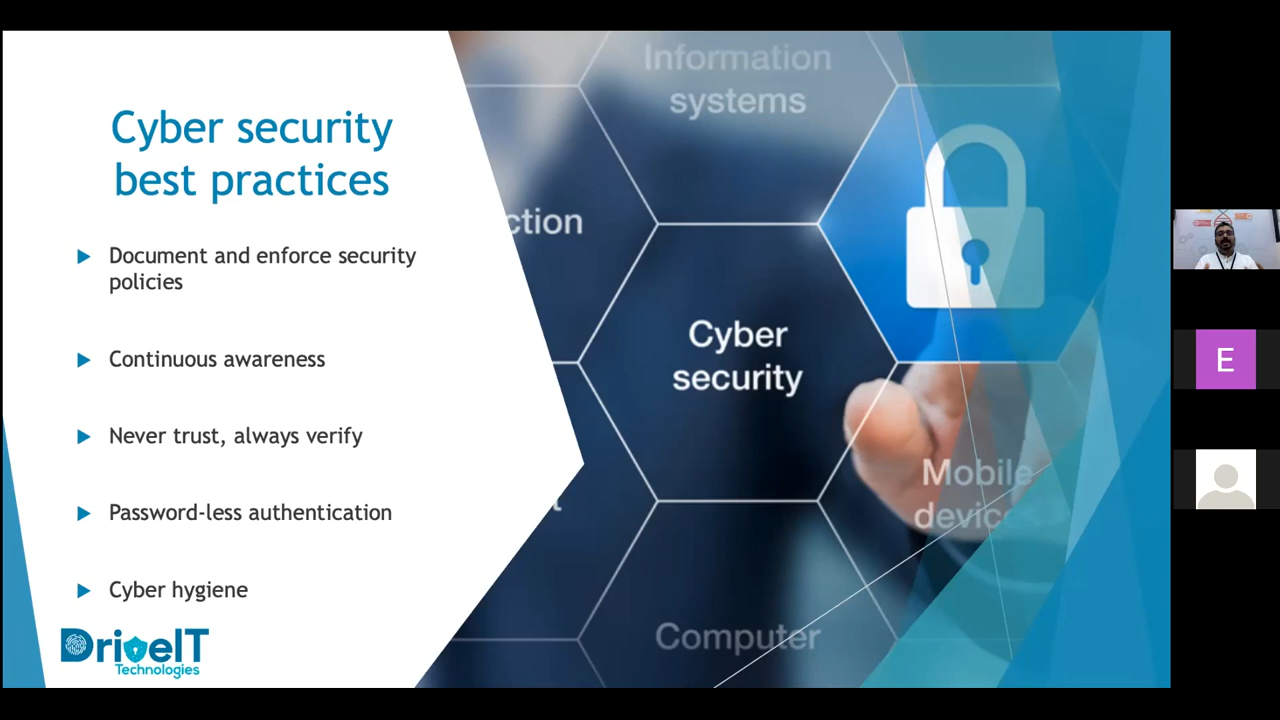 Cyber security
best practices
Document and enforce security
policies
Continuous awareness
Never trust, always verify
Password-less authentication
Cyber hygiene
DriveIT
Technologies
Information
systems
ction
Cyber
security
Mobile
devices
Computer
E